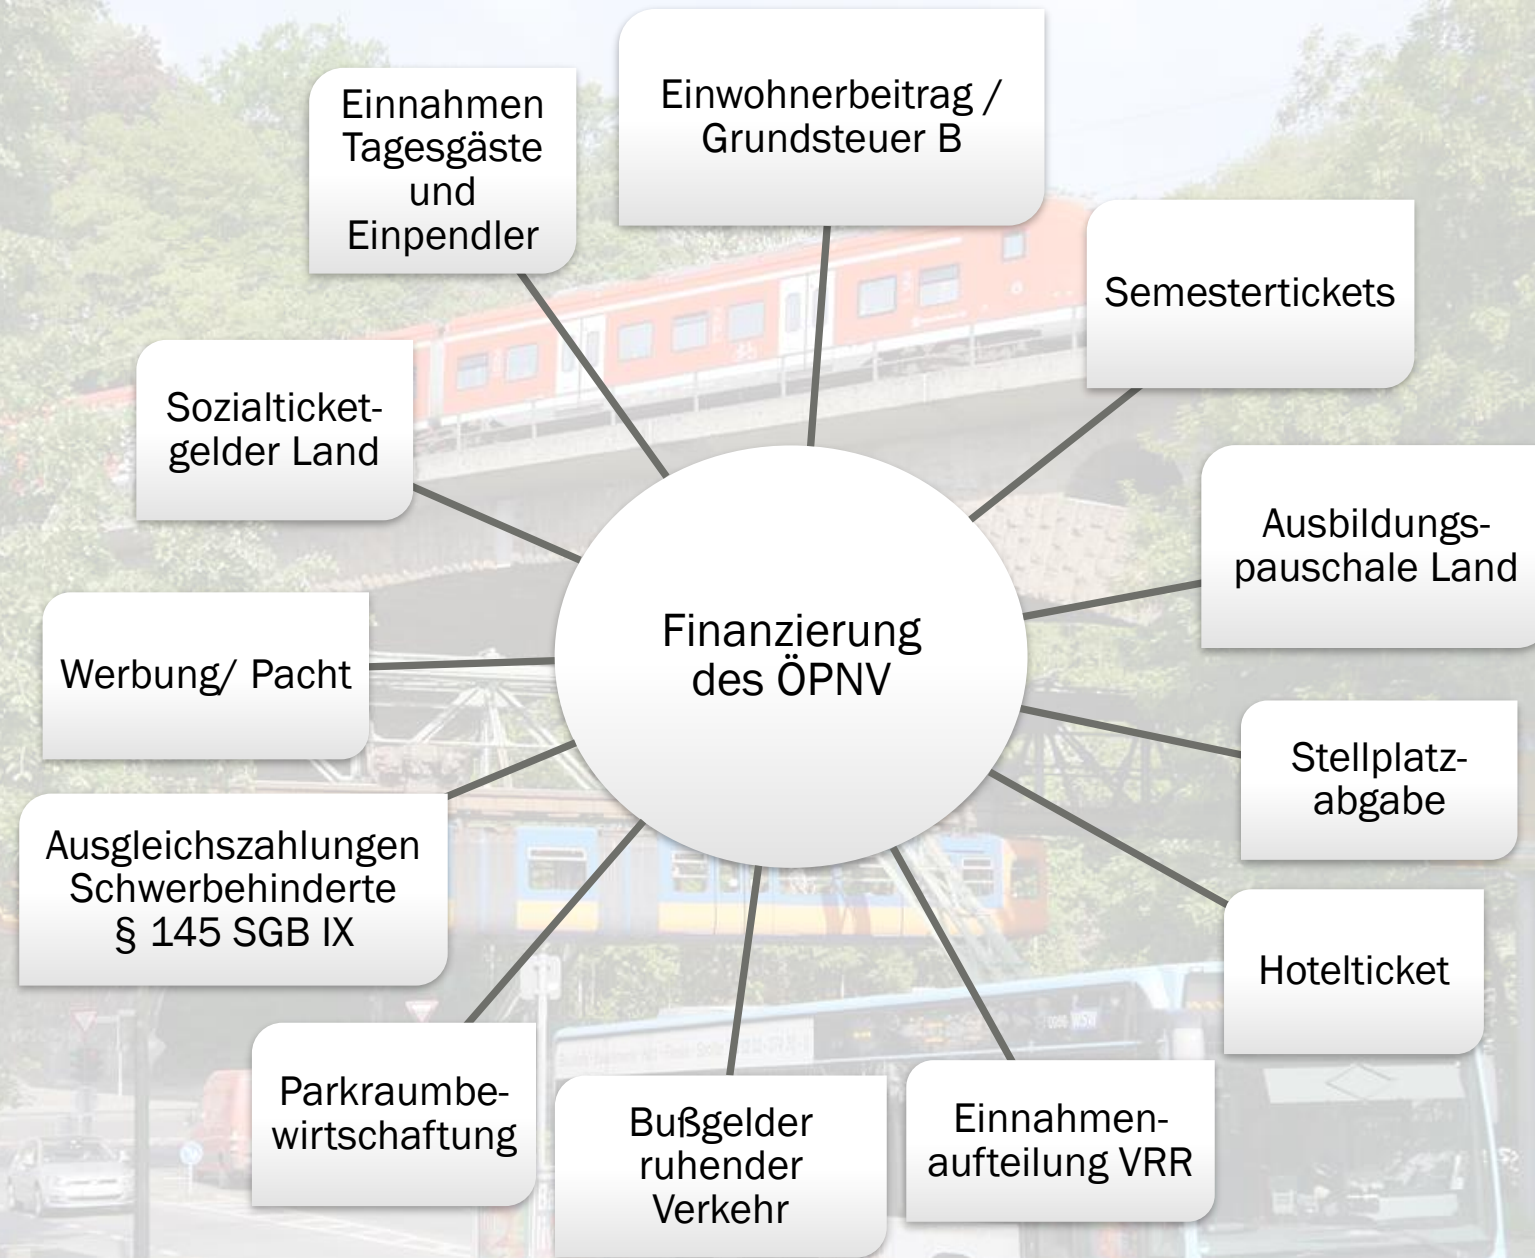 Einwohnerbeitrag /
Grundsteuer B
Einnahmen
Tagesgäste
und
Einpendler
Semestertickets
Sozialticket-
gelder Land
Ausbildungs-
pauschale Land
Finanzierung
des ÖPNV
Werbung/ Pacht
Stellplatz-
abgabe
Ausgleichszahlungen
Schwerbehinderte
§ 145 SGB IX
Hotelticket
Parkraumbe-
wirtschaftung
Bußgelder
ruhender
Verkehr
Einnahmen-
aufteilung VRR